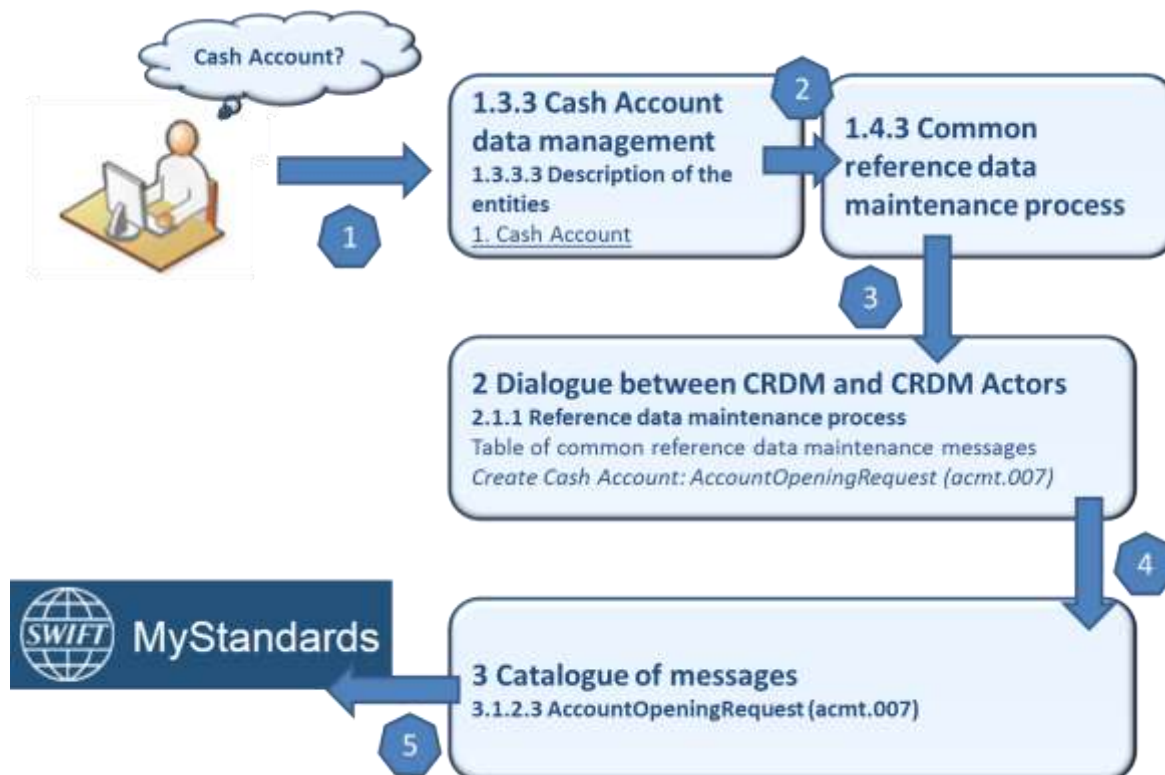 Cash Account?
1
1.3.3 Cash Account
data management
1.3.3.3 Description of the
entities
1. Cash Account
2
1.4.3 Common
reference data
maintenance process
3
2 Dialogue between CRDM and CRDM Actors
2.1.1 Reference data maintenance process
Table of common reference data maintenance messages
Create Cash Account: AccountOpeningRequest (acmt.007)
4
3 Catalogue of messages
3.1.2.3 AccountOpeningRequest (acmt.007)
5
SWIFT MyStandards